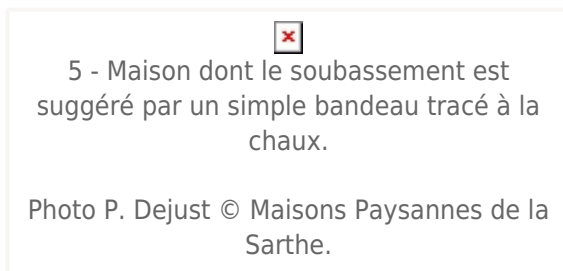 5 - Maison dont le soubassement est
suggéré par un simple bandeau tracé à la
chaux.
Photo P. Dejust © Maisons Paysannes de la
Sarthe.